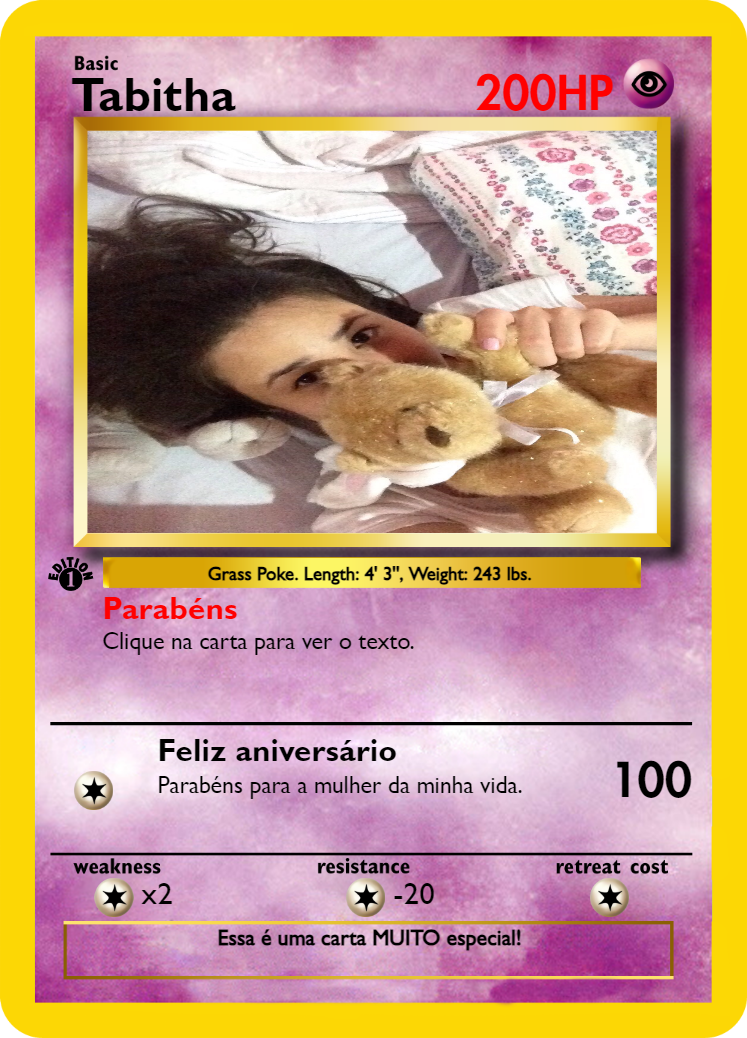 Basic
Tabitha 200HP
EDITION 1
Grass Poke. Length: 4' 3", Weight: 243 lbs.
Parabéns
Clique na carta para ver o texto.
Feliz aniversário
Parabéns para a mulher da minha vida.
100
weakness resistance retreat cost
x2 -20
Essa é uma carta MUITO especial!